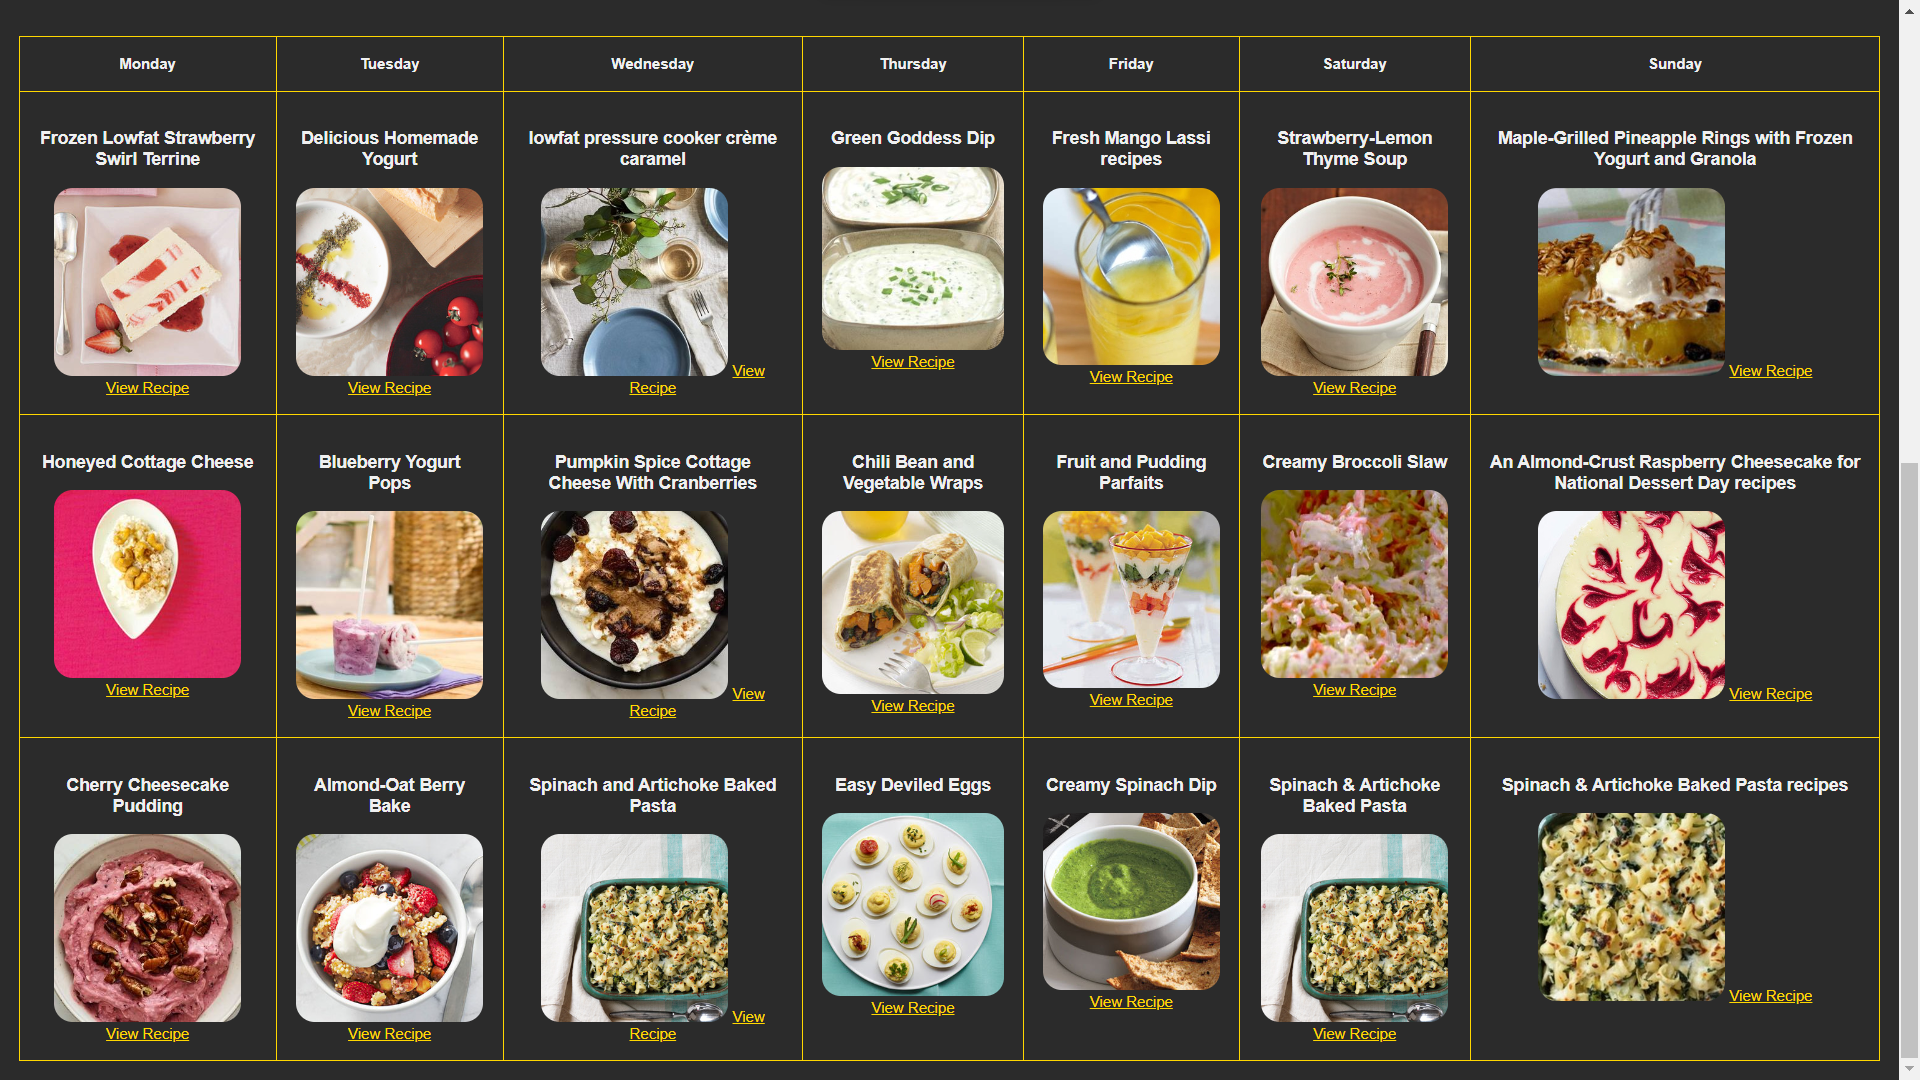 Monday Tuesday Wednesday Thursday Friday Saturday Sunday
Frozen Lowfat Strawberry
Swirl Terrine
View Recipe
Delicious Homemade
Yogurt
View Recipe
lowfat pressure cooker crème
caramel
View
Recipe
Green Goddess Dip
View Recipe
Fresh Mango Lassi
recipes
View Recipe
Strawberry-Lemon
Thyme Soup
View Recipe
Maple-Grilled Pineapple Rings with Frozen
Yogurt and Granola
View Recipe
Honeyed Cottage Cheese
View Recipe
Blueberry Yogurt
Pops
View Recipe
Pumpkin Spice Cottage
Cheese With Cranberries
View
Recipe
Chili Bean and
Vegetable Wraps
View Recipe
Fruit and Pudding
Parfaits
View Recipe
Creamy Broccoli Slaw
View Recipe
An Almond-Crust Raspberry Cheesecake for
National Dessert Day recipes
View Recipe
Cherry Cheesecake
Pudding
View Recipe
Almond-Oat Berry
Bake
View Recipe
Spinach and Artichoke Baked
Pasta
View
Recipe
Easy Deviled Eggs
View Recipe
Creamy Spinach Dip
View Recipe
Spinach & Artichoke
Baked Pasta
View Recipe
Spinach & Artichoke Baked Pasta recipes
View Recipe